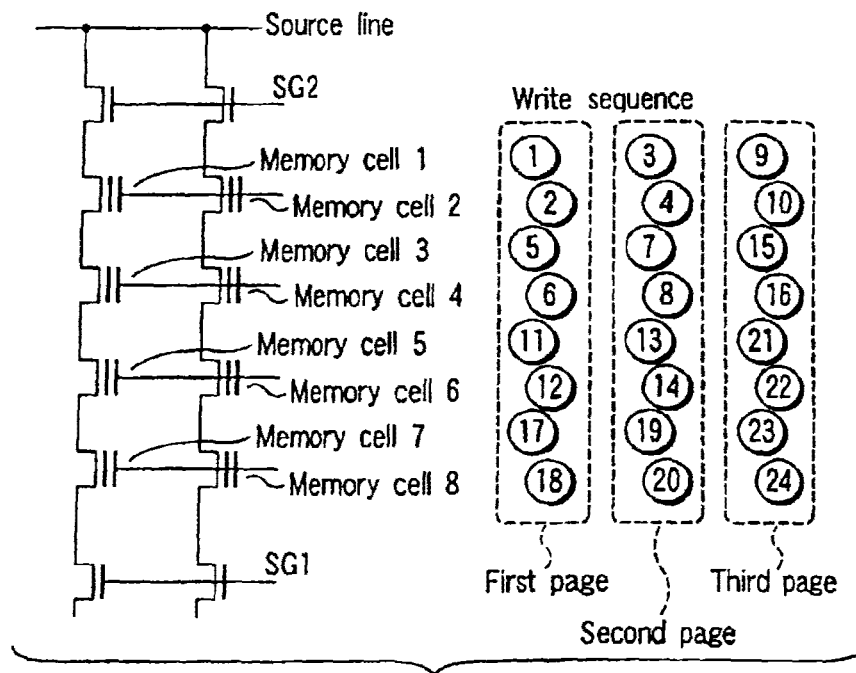 Source line
SG2
Write sequence
Memory cell 1
Memory cell 2
Memory cell 3
Memory cell 4
Memory cell 5
Memory cell 6
Memory cell 7
Memory cell 8
SG1
1 3 9
2 4 10
5 7 15
6 8 16
11 13 21
12 14 22
17 19 23
18 20 24
First page
Third page
Second page